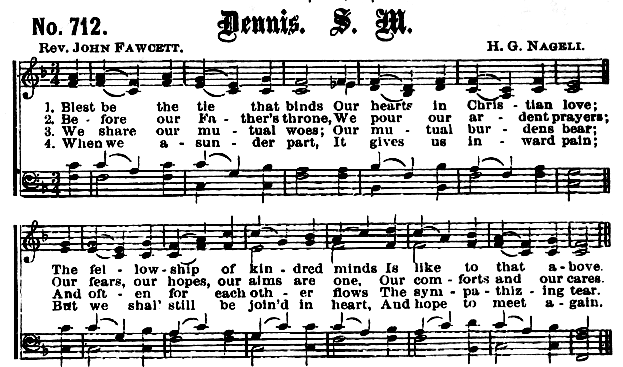 Dennis. S. M.
No. 712.
Rev. JOHN FAWCETT. H. G. NAGELI.
1. Blest be the tie that binds Our hearts in Chris - tian love;
2. Be - fore our Fa - ther's throne, We pour our ar - dent prayers;
3. We share our mu - tual woes; Our mu - tual bur - dens bear;
4. When we a - sun - der part, It gives us in - ward pain;
The fel - low - ship of kin - dred minds Is like to that a - bove.
Our fears, our hopes, our aims are one, Our com - forts and our cares.
And oft - en for each oth - er flows The sym - pa - thiz - ing tear.
But we shal' still be join'd in heart, And hope to meet a - gain.